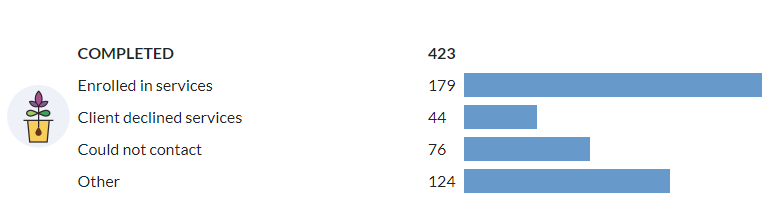 COMPLETED 423
Enrolled in services 179
Client declined services 44
Could not contact 76
Other 124